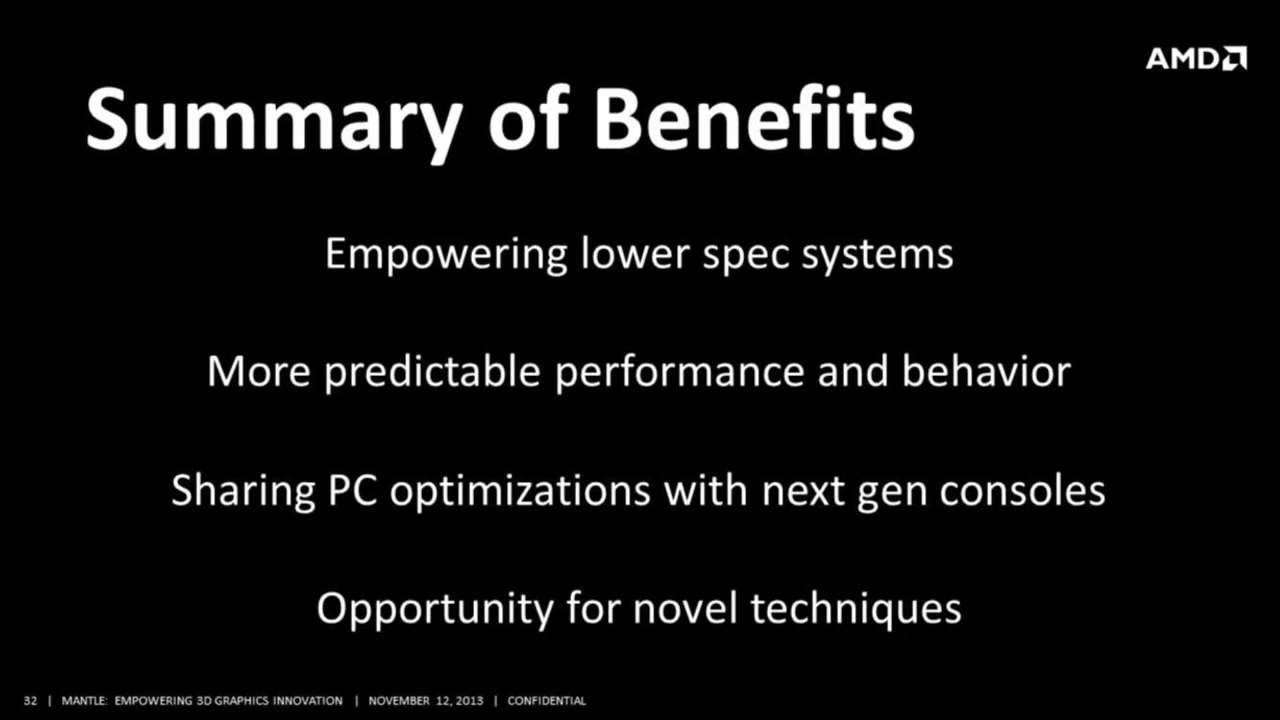 AMD
Summary of Benefits
Empowering lower spec systems
More predictable performance and behavior
Sharing PC optimizations with next gen consoles
Opportunity for novel techniques
32 | MANTLE: EMPOWERING 3D GRAPHICS INNOVATION | NOVEMBER 12, 2013 | CONFIDENTIAL